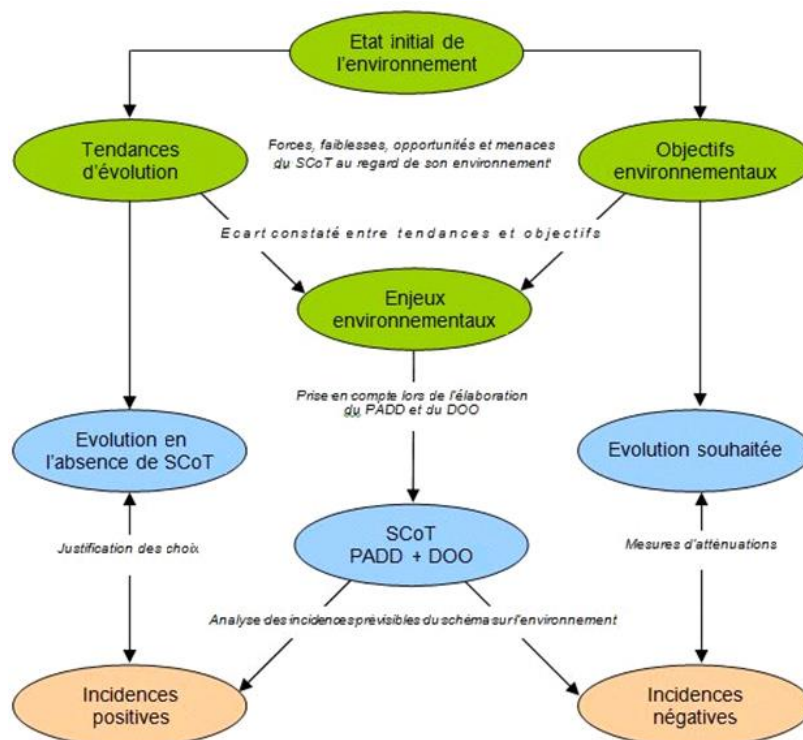 Etat initial de
l'environnement
Tendances
d'évolution
Forces, faiblesses, opportunités et menaces
du SCoT au regard de son environnement
Objectifs
environnementaux
Ecart constaté entre tendances et objectifs
Enjeux
environnementaux
Prise en compte lors de l'élaboration
du PADD et du DOO
Evolution en
l'absence de SCoT
Evolution souhaitée
Justification des choix
SCoT
PADD + DOO
Mesures d'atténuations
Analyse des incidences prévisibles du schéma sur l'environnement
Incidences
positives
Incidences
négatives